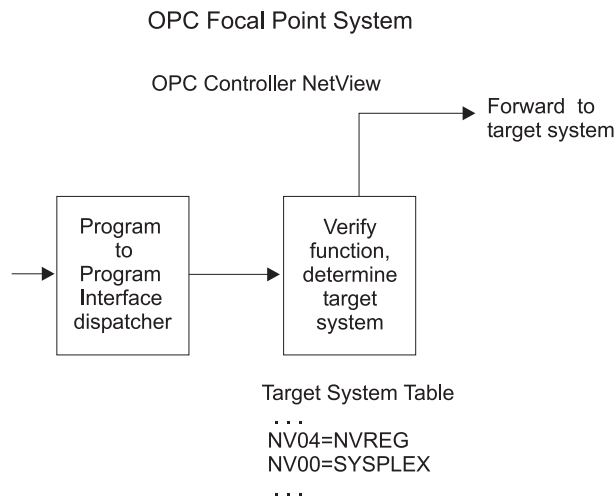 OPC Focal Point System
OPC Controller NetView
Forward to
target system
Program
to
Program
Interface
dispatcher
Verify
function,
determine
target
system
Target System Table
. . .
NV04=NVREG
NV00=SYSPLEX
. . .